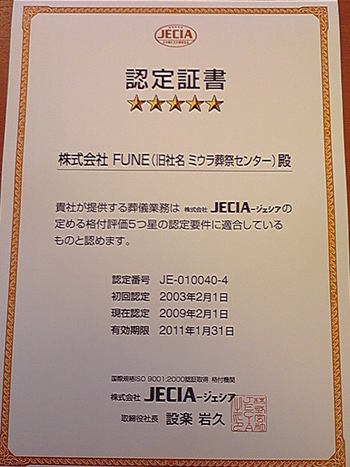 JECIA
認定証書
株式会社 FUNE(旧社名 ミウラ葬祭センター) 殿
貴社が提供する葬儀業務は 株式会社 JECIA-ジェシアの
定める格付評価5つ星の認定要件に適合している
ものと認めます。
認定番号 JE-010040-4
初回認定 2003年2月1日
現在認定 2009年2月1日
有効期限 2011年1月31日
国際規格ISO 9001:2000認証取得 格付機関
株式会社 JECIA-ジェシア
取締役社長 設楽 岩久